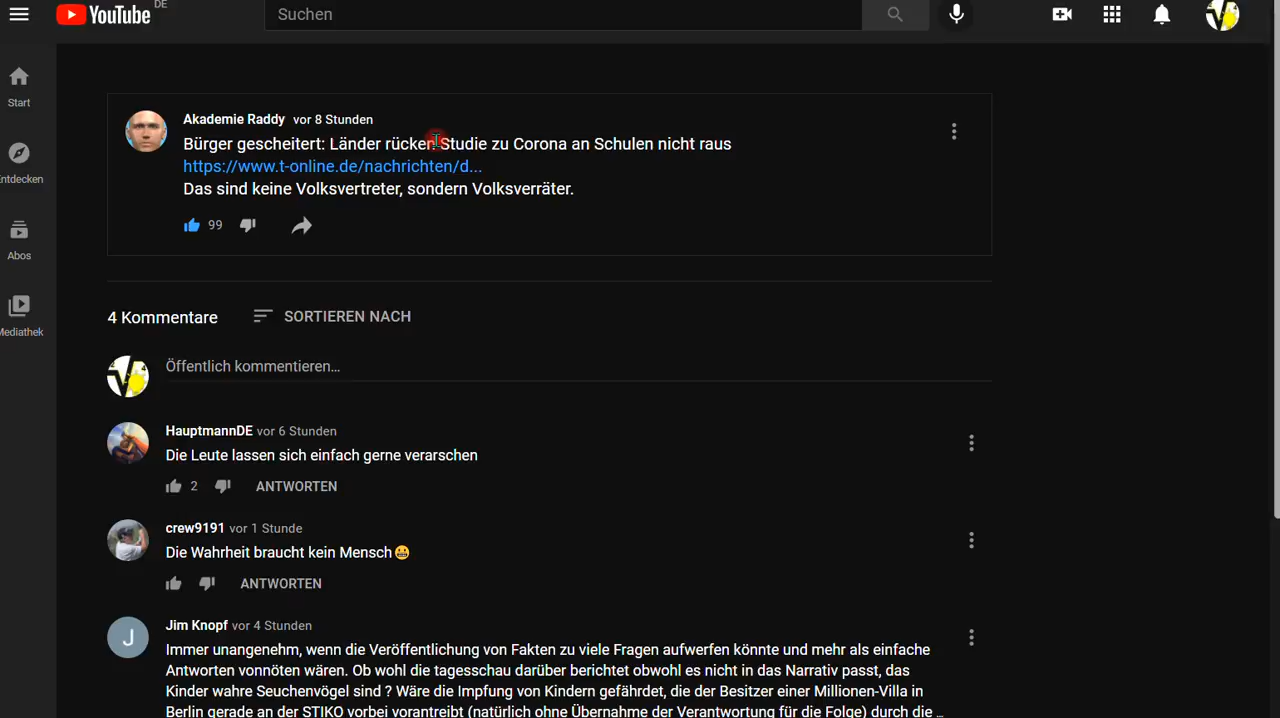 YouTube DE
Suchen
Start
Entdecken
Abos
Mediathek
Akademie Raddy vor 8 Stunden
Bürger gescheitert: Länder rücken Studie zu Corona an Schulen nicht raus
https://www.t-online.de/nachrichten/d...
Das sind keine Volksvertreter, sondern Volksverräter.
99
4 Kommentare SORTIEREN NACH
Öffentlich kommentieren...
HauptmannDE vor 6 Stunden
Die Leute lassen sich einfach gerne verarschen
2 ANTWORTEN
crew9191 vor 1 Stunde
Die Wahrheit braucht kein Mensch😬
ANTWORTEN
J
Jim Knopf vor 4 Stunden
Immer unangenehm, wenn die Veröffentlichung von Fakten zu viele Fragen aufwerfen könnte und mehr als einfache
Antworten vonnöten wären. Ob wohl die tagesschau darüber berichtet obwohl es nicht in das Narrativ passt, das
Kinder wahre Seuchenvögel sind ? Wäre die Impfung von Kindern gefährdet, die der Besitzer einer Millionen-Villa in
Berlin gerade an der STIKO vorbei vorantreibt (natürlich ohne Übernahme der Verantwortung für die Folge) durch die ...